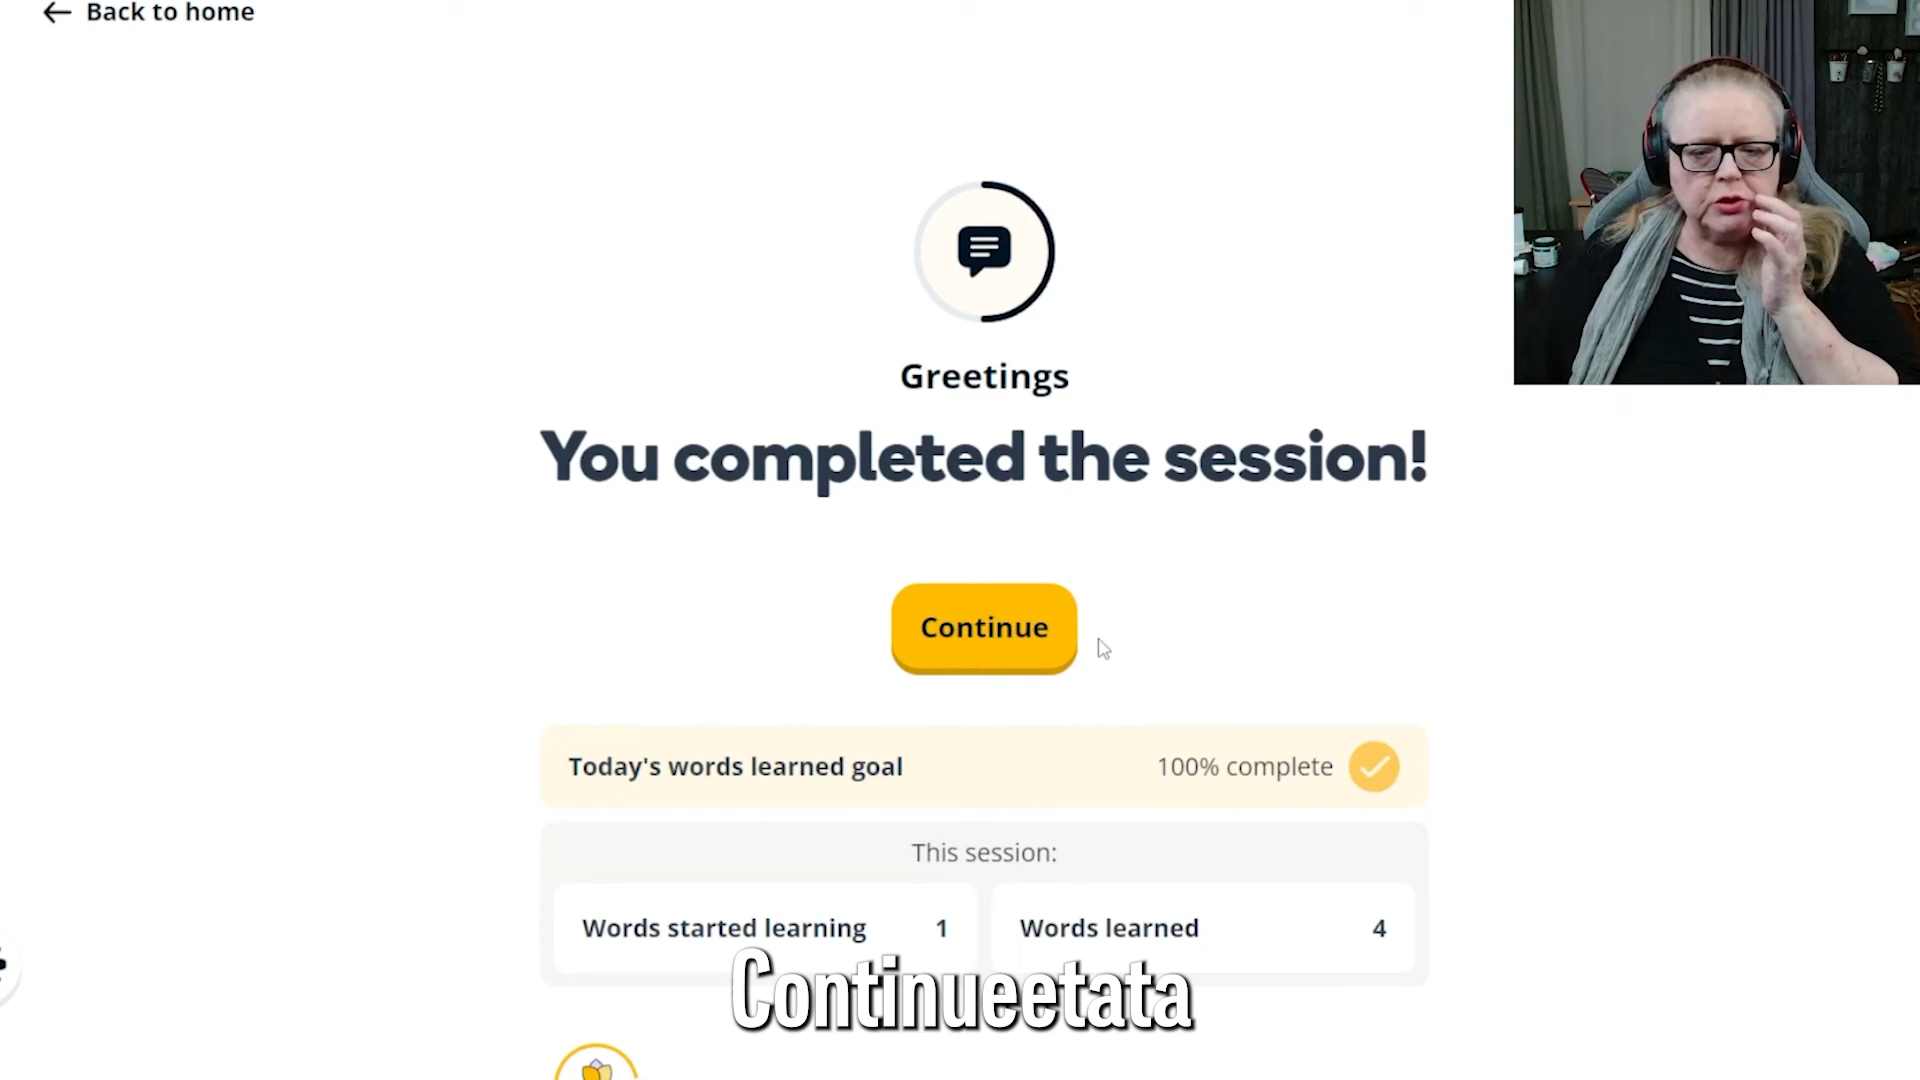 Back to home
Greetings
You completed the session!
Continue
Today's words learned goal 100% complete
This session:
Words started learning 1 Words learned 4
Continueetata